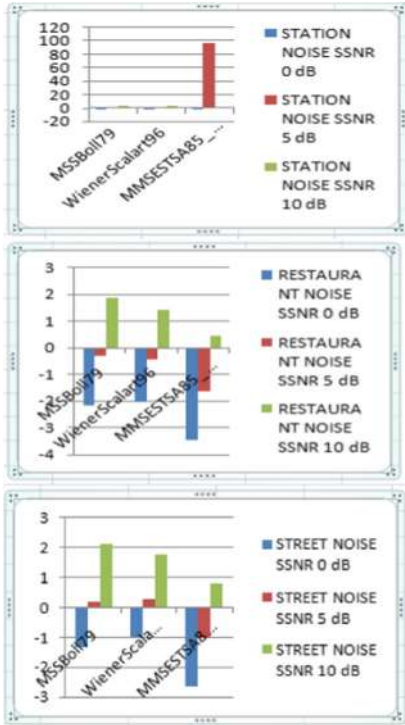 120
100
80
60
40
20
0
-20
MSSBoll79
WienerScalart96
MMSESTSA85_...
STATION
NOISE SSNR
0 dB
STATION
NOISE SSNR
5 dB
STATION
NOISE SSNR
10 dB
3
2
1
0
-1
-2
-3
-4
MSSBoll79
WienerScalart96
MMSESTSA85_...
RESTAURA
NT NOISE
SSNR 0 dB
RESTAURA
NT NOISE
SSNR 5 dB
RESTAURA
NT NOISE
SSNR 10 dB
3
2
1
0
-1
-2
-3
MSSBoll79
WienerScala...
MMSESTSA8...
STREET NOISE
SSNR 0 dB
STREET NOISE
SSNR 5 dB
STREET NOISE
SSNR 10 dB